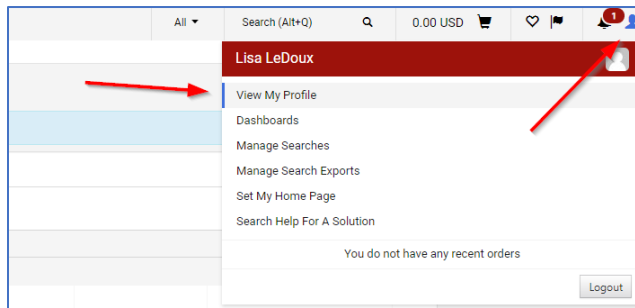 All Search (Alt+Q) 0.00 USD 1
Lisa LeDoux
View My Profile
Dashboards
Manage Searches
Manage Search Exports
Set My Home Page
Search Help For A Solution
You do not have any recent orders
Logout